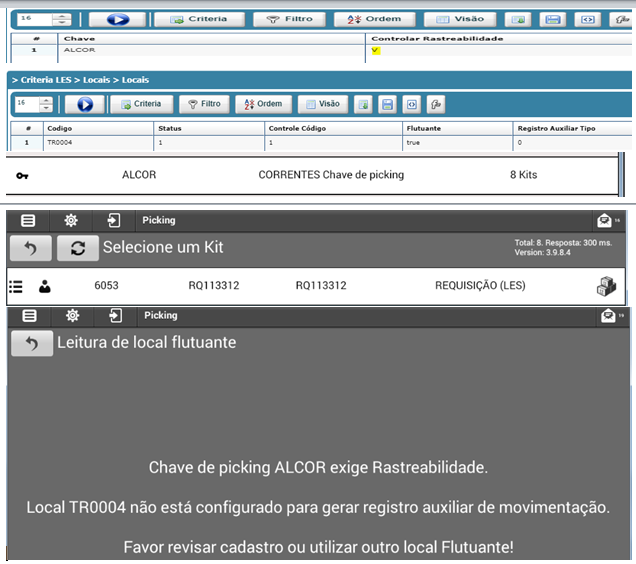 16 Criteria Filtro Ordem Visão
# Chave Controlar Rastreabilidade
1 ALCOR V
> Criteria LES > Locais > Locais
16 Criteria Filtro Ordem Visão
# Codigo Status Controle Código Flutuante Registro Auxiliar Tipo
1 TR0004 1 1 true 0
ALCOR CORRENTES Chave de picking 8 Kits
Picking 16
Selecione um Kit
Total: 8. Resposta: 300 ms.
Version: 3.9.8.4
6053 RQ113312 RQ113312 REQUISIÇÃO (LES)
Picking
Leitura de local flutuante
Chave de picking ALCOR exige Rastreabilidade.
Local TR0004 não está configurado para gerar registro auxiliar de movimentação.
Favor revisar cadastro ou utilizar outro local Flutuante!